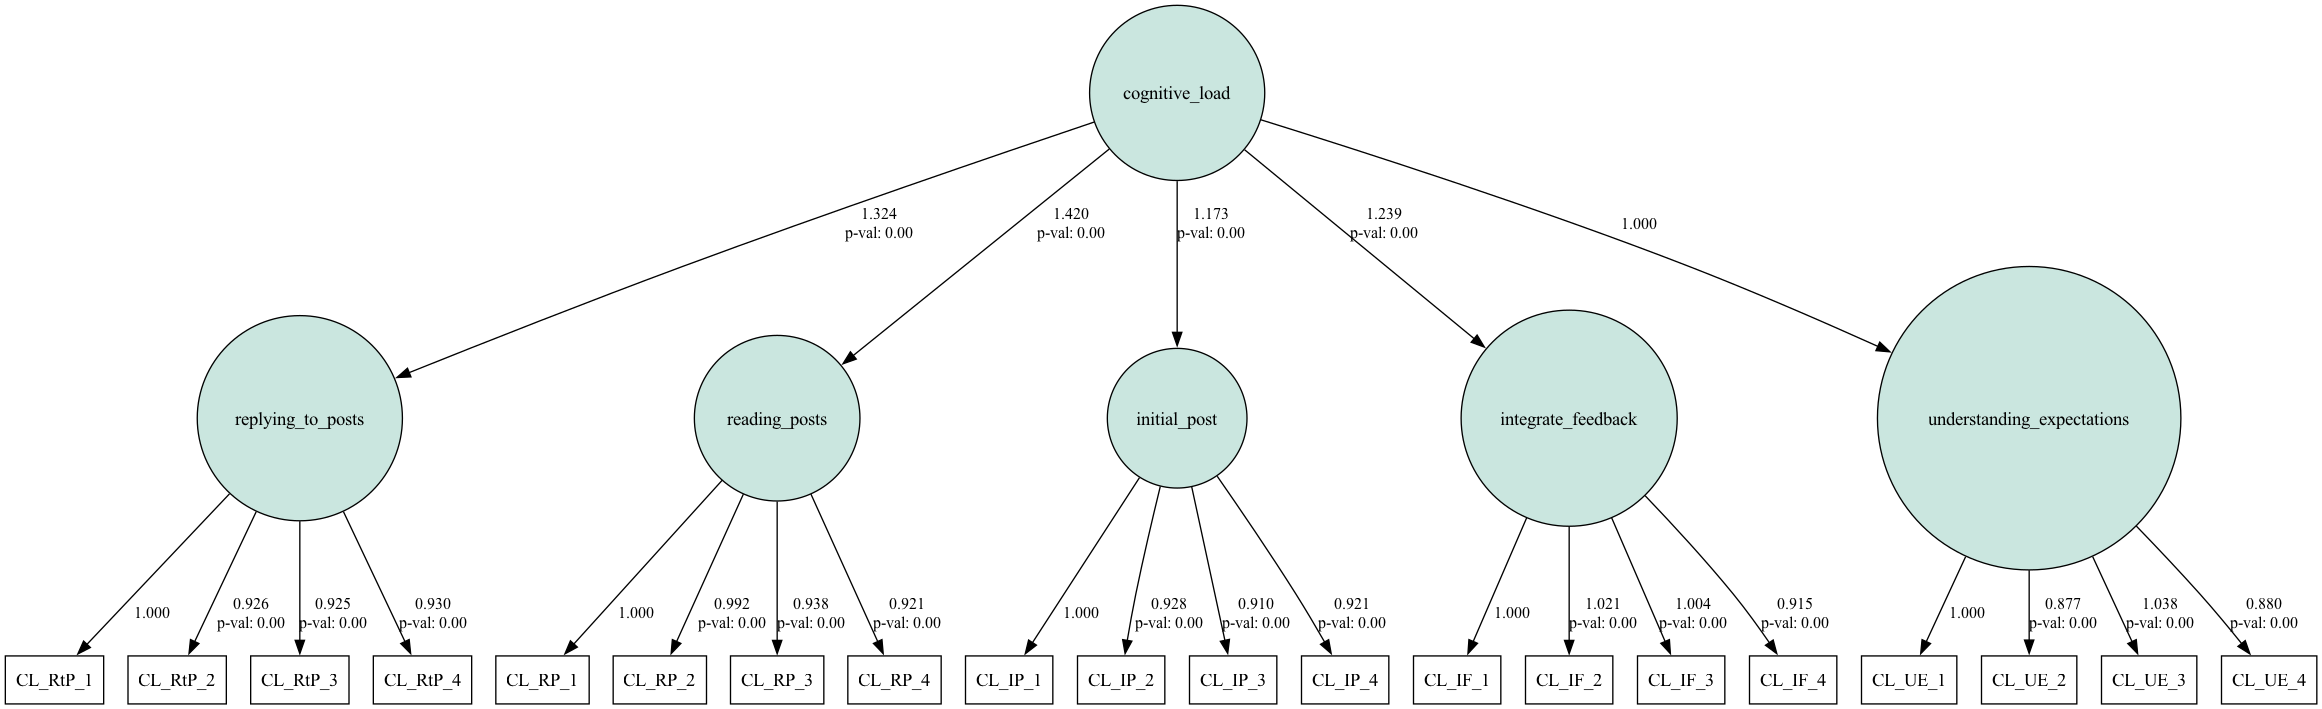 cognitive_load
1.324
p-val: 0.00
1.420
p-val: 0.00
1.173
p-val: 0.00
1.239
p-val: 0.00
1.000
replying_to_posts
reading_posts
initial_post
integrate_feedback
understanding_expectations
1.000
0.926
p-val: 0.00
0.925
p-val: 0.00
0.930
p-val: 0.00
1.000
0.992
p-val: 0.00
0.938
p-val: 0.00
0.921
p-val: 0.00
1.000
0.928
p-val: 0.00
0.910
p-val: 0.00
0.921
p-val: 0.00
1.000
1.021
p-val: 0.00
1.004
p-val: 0.00
0.915
p-val: 0.00
1.000
0.877
p-val: 0.00
1.038
p-val: 0.00
0.880
p-val: 0.00
CL_RtP_1
CL_RtP_2
CL_RtP_3
CL_RtP_4
CL_RP_1
CL_RP_2
CL_RP_3
CL_RP_4
CL_IP_1
CL_IP_2
CL_IP_3
CL_IP_4
CL_IF_1
CL_IF_2
CL_IF_3
CL_IF_4
CL_UE_1
CL_UE_2
CL_UE_3
CL_UE_4